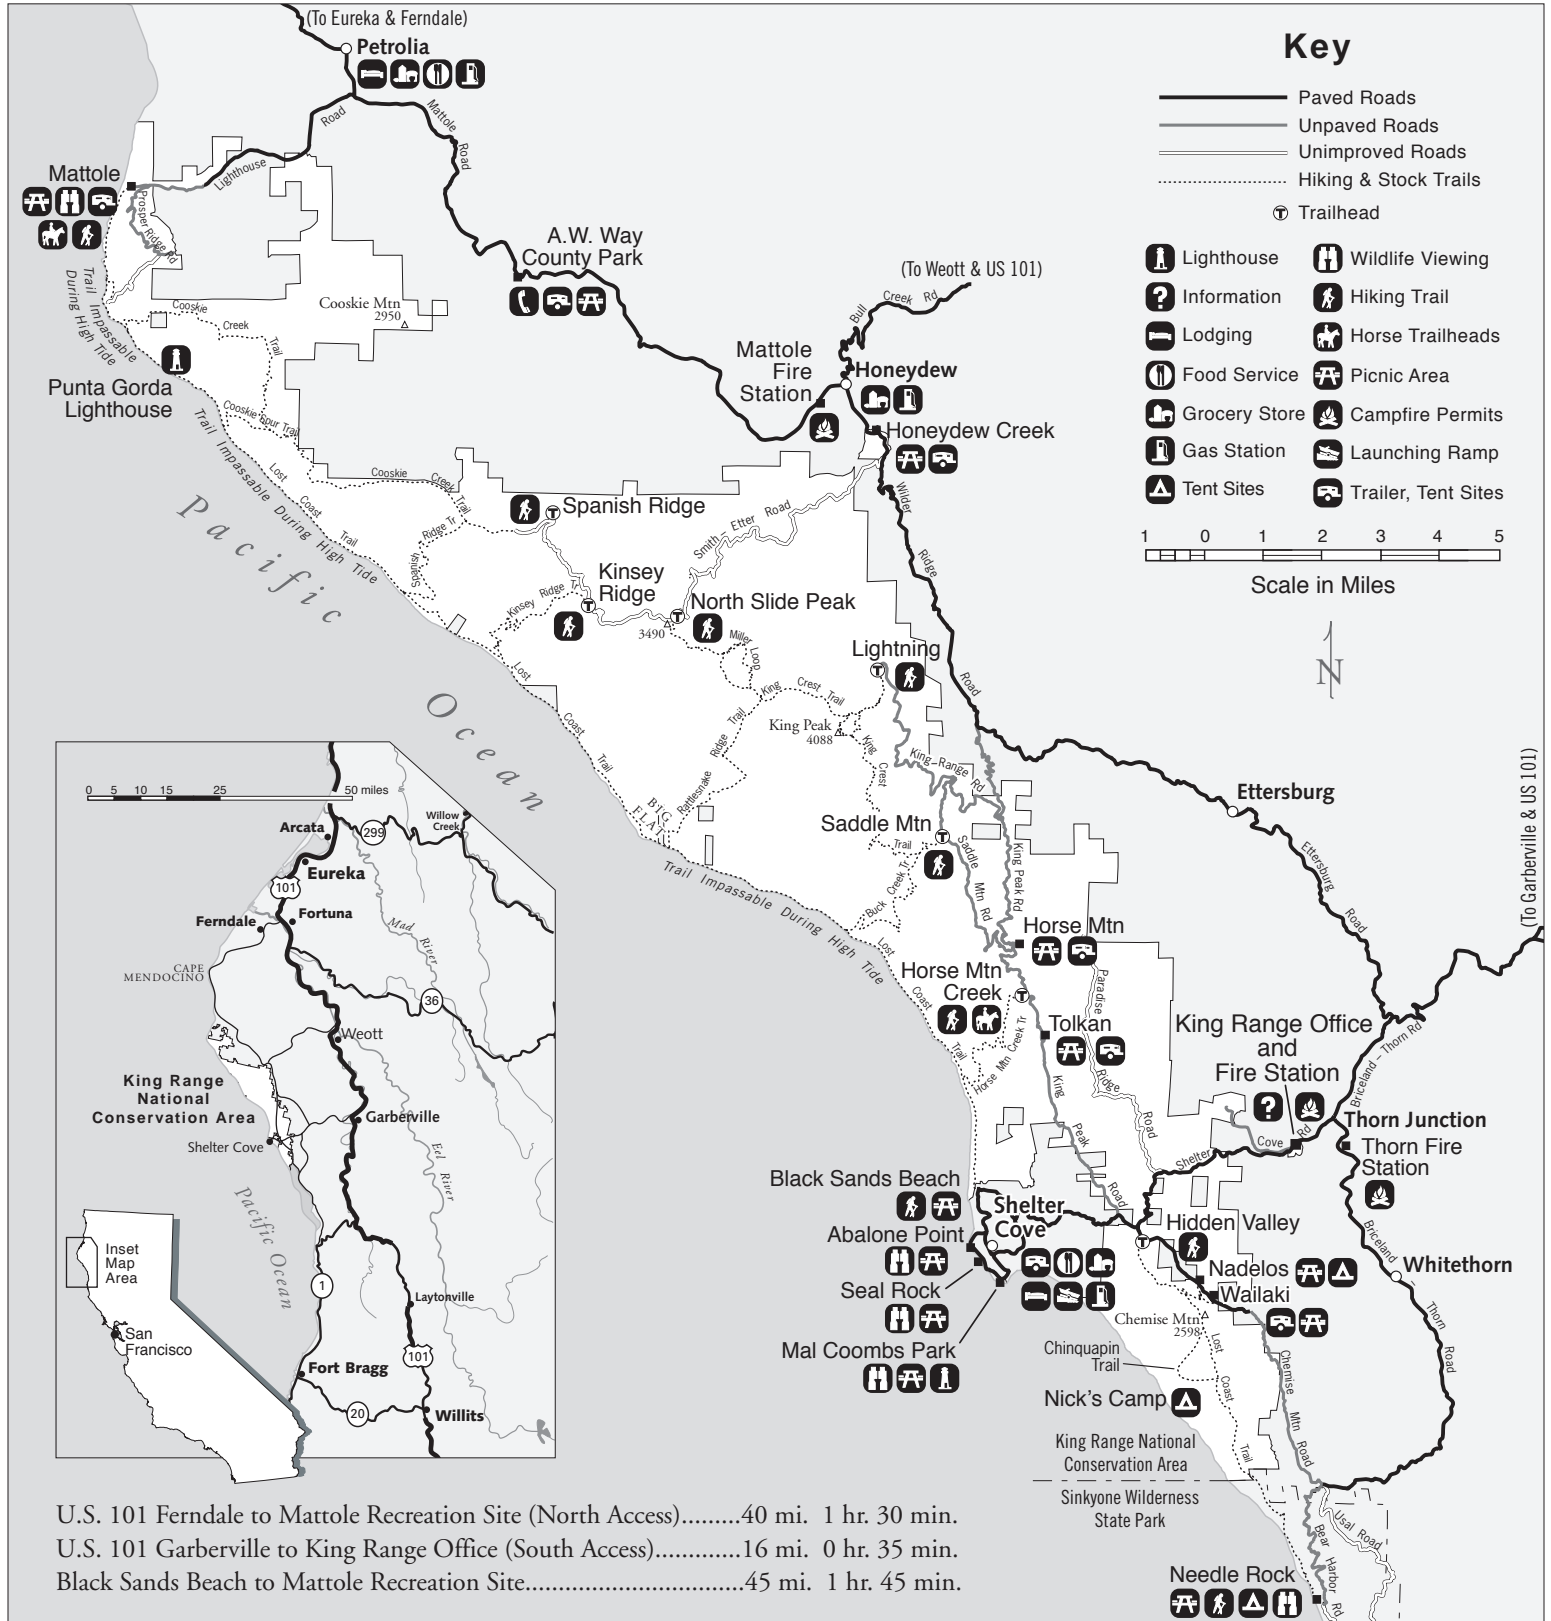 (To Eureka & Ferndale)
Petrolia
Road
Mattole
Road
Lighthouse
Mattole
Prosper Ridge Rd
Trail Impassable
During High Tide
A.W. Way
County Park
Cooskie Mtn
2950
Cooskie
Creek
Trail
Punta Gorda
Lighthouse
Cooskie Spur Trail
Trail Impassable During High Tide
(To Weott & US 101)
Bull
Creek Rd
Mattole
Fire
Station
Honeydew
Honeydew Creek
Lost
Coast
Trail
Cooskie
Creek
Trail
Spanish
Ridge Tr
Spanish Ridge
Smith - Etter Road
Wilder
Ridge
Road
Kinsey
Ridge
Kinsey Ridge Tr
North Slide Peak
3490
Miller
Loop
Lightning
King
Crest Trail
King Peak
4088
King
Crest
Trail
Lost
Coast
Trail
Rattlesnake
Ridge
Trail
BIG
FLAT
King Range
Rd
Saddle Mtn
Saddle
Mtn Rd
King Peak Rd
Buck Creek Tr
Trail Impassable During High Tide
Lost
Coast
Trail
Ettersburg
Ettersburg
Road
(To Garberville & US 101)
Horse Mtn
Horse Mtn
Creek
Horse Mtn Creek Tr
Tolkan
Paradise
Ridge
Road
King
Peak
Road
King Range Office
and
Fire Station
Briceland - Thorn Rd
Shelter
Cove
Rd
Thorn Junction
Thorn Fire
Station
Black Sands Beach
Abalone Point
Seal Rock
Mal Coombs Park
Shelter
Cove
Hidden Valley
Nadelos
Wailaki
Whitethorn
Briceland
Thorn
Road
Chemise Mtn
2598
Chinquapin
Trail
Lost
Coast
Trail
Nick's Camp
Chemise
Mtn
Road
King Range National
Conservation Area
Sinkyone Wilderness
State Park
Usal Road
Bear
Harbor
Rd
Needle Rock
Pacific
Ocean
Key
Paved Roads
Unpaved Roads
Unimproved Roads
Hiking & Stock Trails
T Trailhead
Lighthouse
Wildlife Viewing
? Information
Hiking Trail
Lodging
Horse Trailheads
Food Service
Picnic Area
Grocery Store
Campfire Permits
Gas Station
Launching Ramp
Tent Sites
Trailer, Tent Sites
1 0 1 2 3 4 5
Scale in Miles
N
0 5 10 15 25 50 miles
Arcata
299
Willow
Creek
Eureka
101
Ferndale
Fortuna
Mad
River
CAPE
MENDOCINO
36
Weott
King Range
National
Conservation Area
Garberville
Shelter Cove
Eel
River
Pacific Ocean
Inset
Map
Area
1
Laytonville
San
Francisco
101
Fort Bragg
20
Willits
U.S. 101 Ferndale to Mattole Recreation Site (North Access).........40 mi. 1 hr. 30 min.
U.S. 101 Garberville to King Range Office (South Access).............16 mi. 0 hr. 35 min.
Black Sands Beach to Mattole Recreation Site.................................45 mi. 1 hr. 45 min.